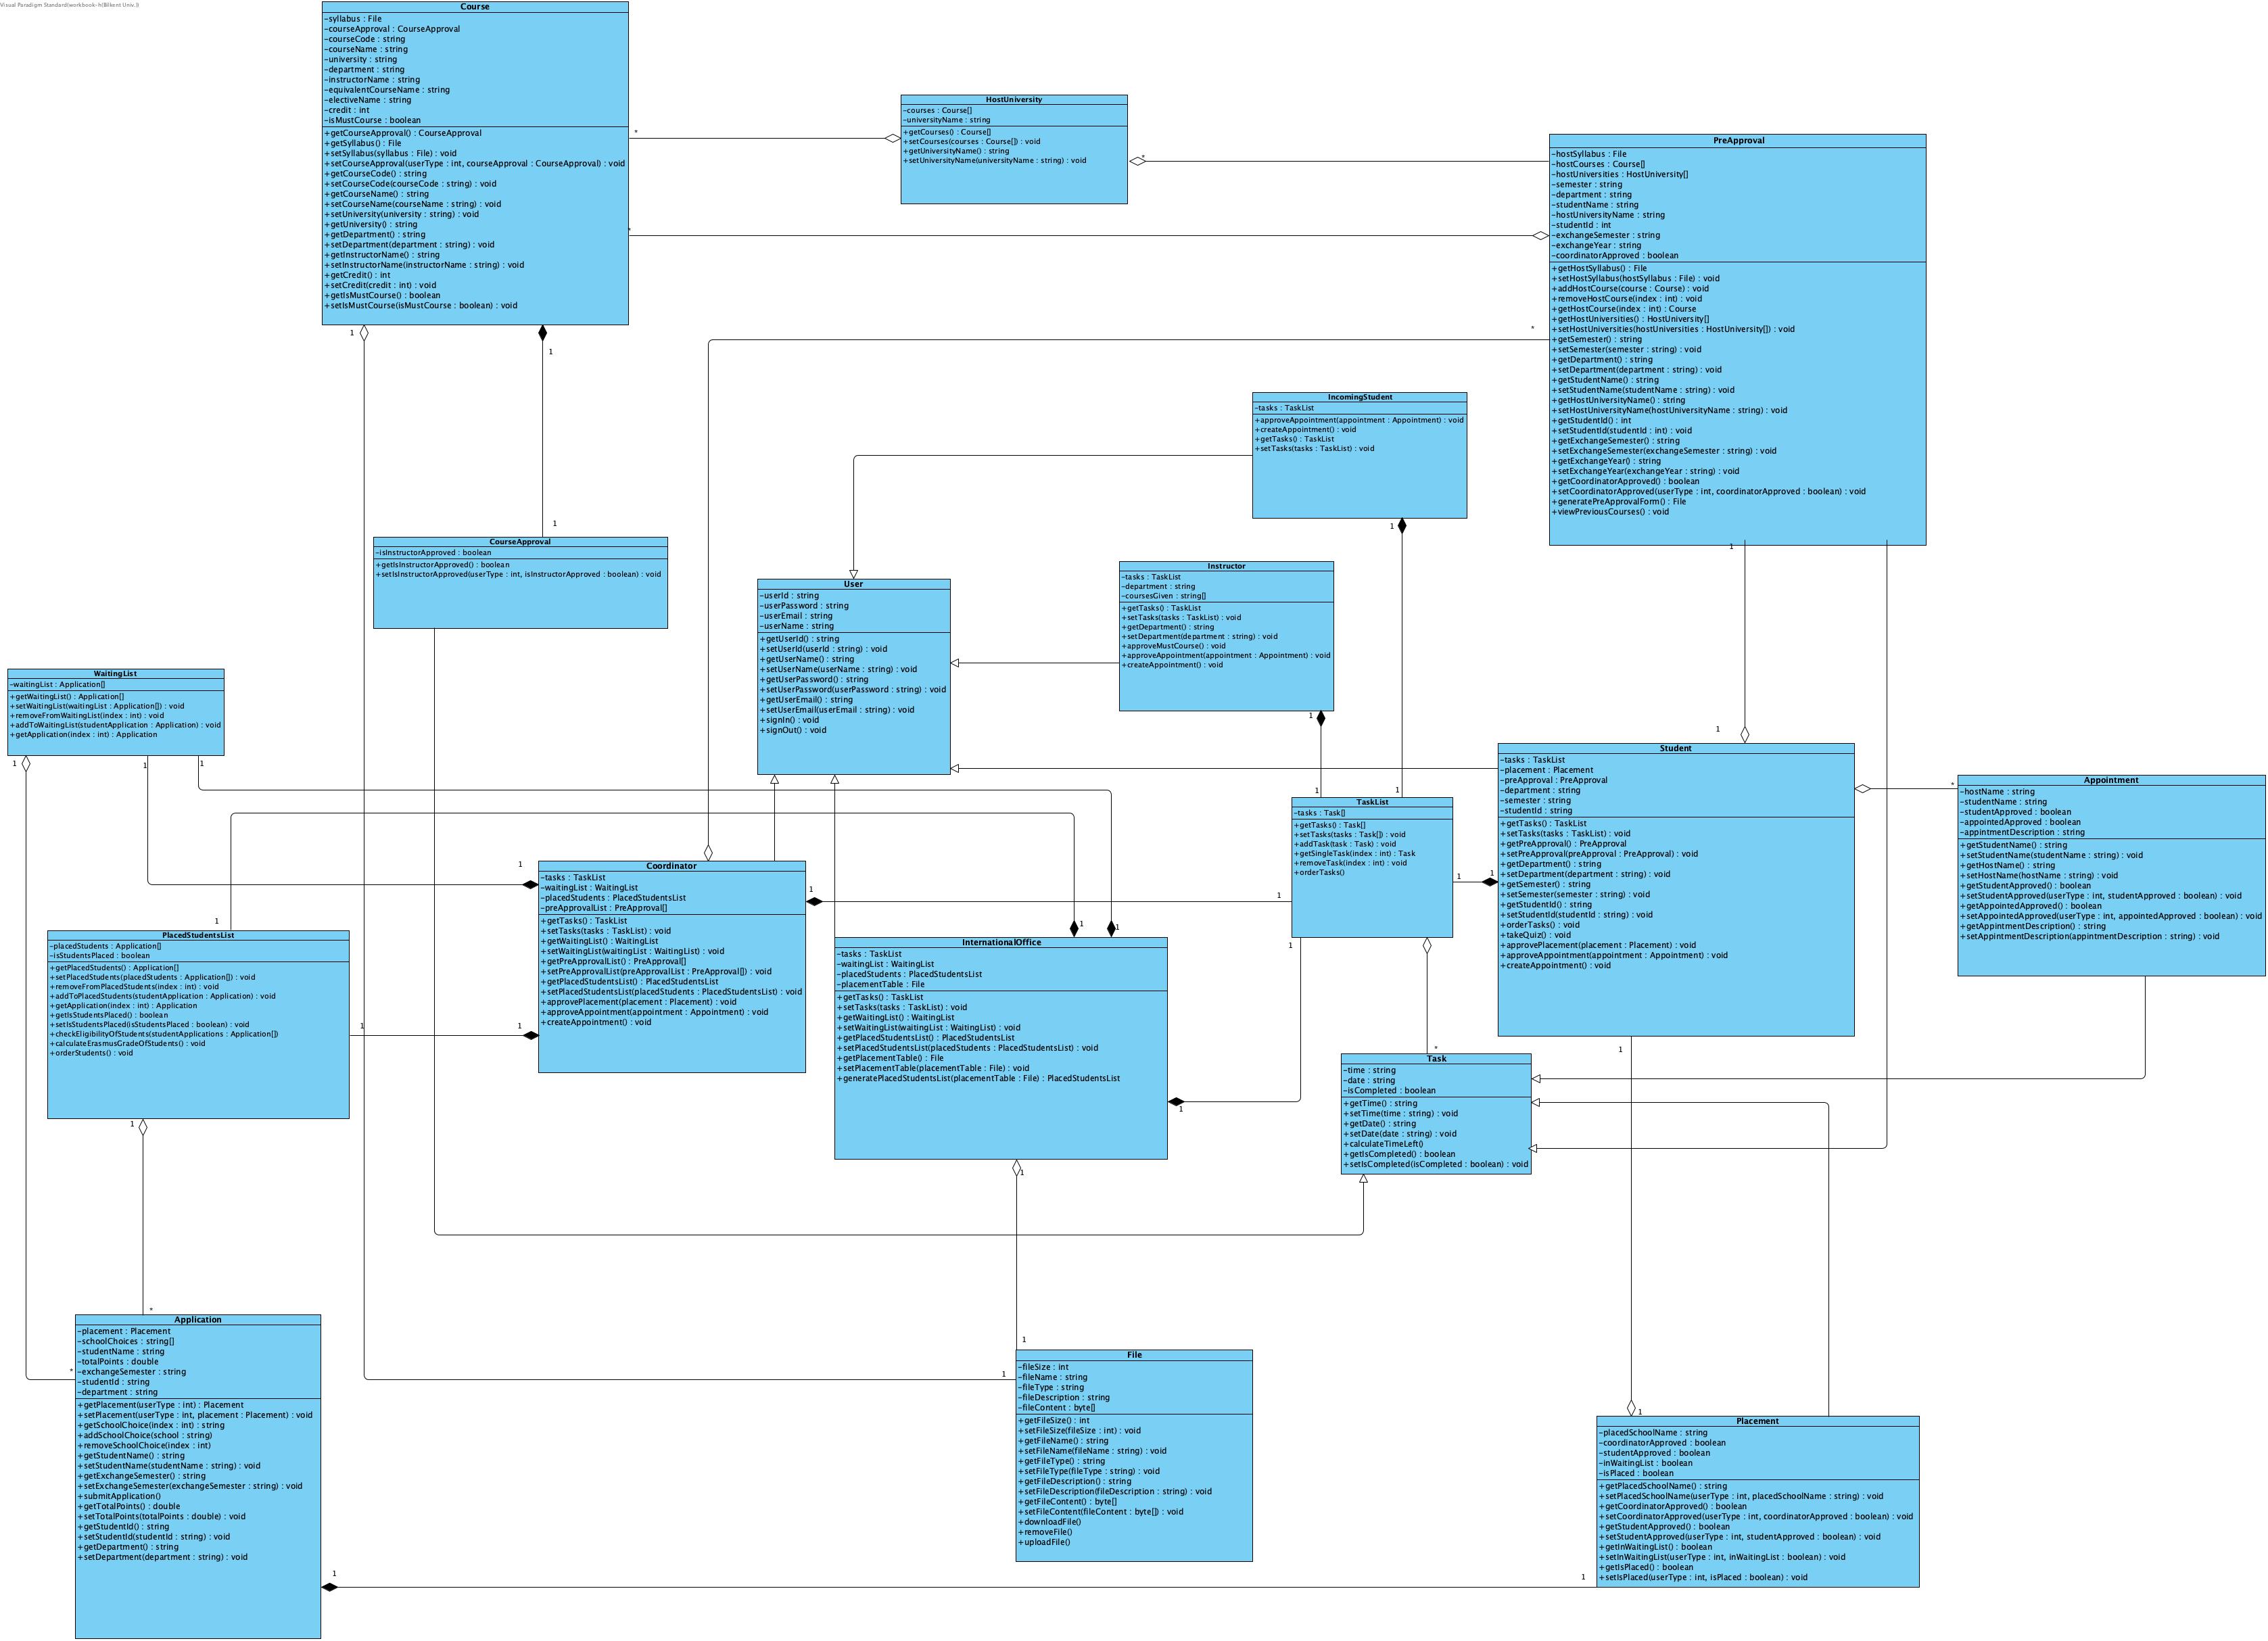 Visual Paradigm Standard(workbook-h(Bilkent Univ.))
Course
-syllabus : File
-courseApproval : CourseApproval
-courseCode : string
-courseName : string
-university : string
-department : string
-instructorName : string
-equivalentCourseName : string
-electiveName : string
-credit : int
-isMustCourse : boolean
+getCourseApproval() : CourseApproval
+getSyllabus() : File
+setSyllabus(syllabus : File) : void
+setCourseApproval(userType : int, courseApproval : CourseApproval) : void
+getCourseCode() : string
+setCourseCode(courseCode : string) : void
+getCourseName() : string
+setCourseName(courseName : string) : void
+setUniversity(university : string) : void
+getUniversity() : string
+getDepartment() : string
+setDepartment(department : string) : void
+getInstructorName() : string
+setInstructorName(instructorName : string) : void
+getCredit() : int
+setCredit(credit : int) : void
+getIsMustCourse() : boolean
+setIsMustCourse(isMustCourse : boolean) : void
*
*
1
1
HostUniversity
-courses : Course[]
-universityName : string
+getCourses() : Course[]
+setCourses(courses : Course[]) : void
+getUniversityName() : string
+setUniversityName(universityName : string) : void
*
PreApproval
-hostSyllabus : File
-hostCourses : Course[]
-hostUniversities : HostUniversity[]
-semester : string
-department : string
-studentName : string
-hostUniversityName : string
-studentId : int
-exchangeSemester : string
-exchangeYear : string
-coordinatorApproved : boolean
+getHostSyllabus() : File
+setHostSyllabus(hostSyllabus : File) : void
+addHostCourse(course : Course) : void
+removeHostCourse(index : int) : void
+getHostCourse(index : int) : Course
+getHostUniversities() : HostUniversity[]
+setHostUniversities(hostUniversities : HostUniversity[]) : void
+getSemester() : string
+setSemester(semester : string) : void
+getDepartment() : string
+setDepartment(department : string) : void
+getStudentName() : string
+setStudentName(studentName : string) : void
+getHostUniversityName() : string
+setHostUniversityName(hostUniversityName : string) : void
+getStudentId() : int
+setStudentId(studentId : int) : void
+getExchangeSemester() : string
+setExchangeSemester(exchangeSemester : string) : void
+getExchangeYear() : string
+setExchangeYear(exchangeYear : string) : void
+getCoordinatorApproved() : boolean
+setCoordinatorApproved(userType : int, coordinatorApproved : boolean) : void
+generatePreApprovalForm() : File
+viewPreviousCourses() : void
*
1
IncomingStudent
-tasks : TaskList
+approveAppointment(appointment : Appointment) : void
+createAppointment() : void
+getTasks() : TaskList
+setTasks(tasks : TaskList) : void
1
1
CourseApproval
-isInstructorApproved : boolean
+getIsInstructorApproved() : boolean
+setIsInstructorApproved(userType : int, isInstructorApproved : boolean) : void
User
-userId : string
-userPassword : string
-userEmail : string
-userName : string
+getUserId() : string
+setUserId(userId : string) : void
+getUserName() : string
+setUserName(userName : string) : void
+getUserPassword() : string
+setUserPassword(userPassword : string) : void
+getUserEmail() : string
+setUserEmail(userEmail : string) : void
+signIn() : void
+signOut() : void
Instructor
-tasks : TaskList
-department : string
-coursesGiven : string[]
+getTasks() : TaskList
+setTasks(tasks : TaskList) : void
+getDepartment() : string
+setDepartment(department : string) : void
+approveMustCourse() : void
+approveAppointment(appointment : Appointment) : void
+createAppointment() : void
1
WaitingList
-waitingList : Application[]
+getWaitingList() : Application[]
+setWaitingList(waitingList : Application[]) : void
+removeFromWaitingList(index : int) : void
+addToWaitingList(studentApplication : Application) : void
+getApplication(index : int) : Application
1
1
1
1
Student
-tasks : TaskList
-placement : Placement
-preApproval : PreApproval
-department : string
-semester : string
-studentId : string
+getTasks() : TaskList
+setTasks(tasks : TaskList) : void
+getPreApproval() : PreApproval
+setPreApproval(preApproval : PreApproval) : void
+getDepartment() : string
+setDepartment(department : string) : void
+getSemester() : string
+setSemester(semester : string) : void
+getStudentId() : string
+setStudentId(studentId : string) : void
+orderTasks() : void
+takeQuiz() : void
+approvePlacement(placement : Placement) : void
+approveAppointment(appointment : Appointment) : void
+createAppointment() : void
*
1
1
Appointment
-hostName : string
-studentName : string
-studentApproved : boolean
-appointedApproved : boolean
-appintmentDescription : string
+getStudentName() : string
+setStudentName(studentName : string) : void
+getHostName() : string
+setHostName(hostName : string) : void
+getStudentApproved() : boolean
+setStudentApproved(userType : int, studentApproved : boolean) : void
+getAppointedApproved() : boolean
+setAppointedApproved(userType : int, appointedApproved : boolean) : void
+getAppintmentDescription() : string
+setAppintmentDescription(appintmentDescription : string) : void
1
1
TaskList
-tasks : Task[]
+getTasks() : Task[]
+setTasks(tasks : Task[]) : void
+addTask(task : Task) : void
+getSingleTask(index : int) : Task
+removeTask(index : int) : void
+orderTasks()
1
1
1
*
Coordinator
-tasks : TaskList
-waitingList : WaitingList
-placedStudents : PlacedStudentsList
-preApprovalList : PreApproval[]
+getTasks() : TaskList
+setTasks(tasks : TaskList) : void
+getWaitingList() : WaitingList
+setWaitingList(waitingList : WaitingList) : void
+getPreApprovalList() : PreApproval[]
+setPreApprovalList(preApprovalList : PreApproval[]) : void
+getPlacedStudentsList() : PlacedStudentsList
+setPlacedStudentsList(placedStudents : PlacedStudentsList) : void
+approvePlacement(placement : Placement) : void
+approveAppointment(appointment : Appointment) : void
+createAppointment() : void
1
1
1
1
PlacedStudentsList
-placedStudents : Application[]
-isStudentsPlaced : boolean
+getPlacedStudents() : Application[]
+setPlacedStudents(placedStudents : Application[]) : void
+removeFromPlacedStudents(index : int) : void
+addToPlacedStudents(studentApplication : Application) : void
+getApplication(index : int) : Application
+getIsStudentsPlaced() : boolean
+setIsStudentsPlaced(isStudentsPlaced : boolean) : void
+checkEligibilityOfStudents(studentApplications : Application[])
+calculateErasmusGradeOfStudents() : void
+orderStudents() : void
1
1
1
1
InternationalOffice
-tasks : TaskList
-waitingList : WaitingList
-placedStudents : PlacedStudentsList
-placementTable : File
+getTasks() : TaskList
+setTasks(tasks : TaskList) : void
+getWaitingList() : WaitingList
+setWaitingList(waitingList : WaitingList) : void
+getPlacedStudentsList() : PlacedStudentsList
+setPlacedStudentsList(placedStudents : PlacedStudentsList) : void
+getPlacementTable() : File
+setPlacementTable(placementTable : File) : void
+generatePlacedStudentsList(placementTable : File) : PlacedStudentsList
1
1
Task
-time : string
-date : string
-isCompleted : boolean
+getTime() : string
+setTime(time : string) : void
+getDate() : string
+setDate(date : string) : void
+calculateTimeLeft()
+getIsCompleted() : boolean
+setIsCompleted(isCompleted : boolean) : void
*
Application
-placement : Placement
-schoolChoices : string[]
-studentName : string
-totalPoints : double
-exchangeSemester : string
-studentId : string
-department : string
+getPlacement(userType : int) : Placement
+setPlacement(userType : int, placement : Placement) : void
+getSchoolChoice(index : int) : string
+addSchoolChoice(school : string)
+removeSchoolChoice(index : int)
+getStudentName() : string
+setStudentName(studentName : string) : void
+getExchangeSemester() : string
+setExchangeSemester(exchangeSemester : string) : void
+submitApplication()
+getTotalPoints() : double
+setTotalPoints(totalPoints : double) : void
+getStudentId() : string
+setStudentId(studentId : string) : void
+getDepartment() : string
+setDepartment(department : string) : void
*
1
1
1
File
-fileSize : int
-fileName : string
-fileType : string
-fileDescription : string
-fileContent : byte[]
+getFileSize() : int
+setFileSize(fileSize : int) : void
+getFileName() : string
+setFileName(fileName : string) : void
+getFileType() : string
+setFileType(fileType : string) : void
+getFileDescription() : string
+setFileDescription(fileDescription : string) : void
+getFileContent() : byte[]
+setFileContent(fileContent : byte[]) : void
+downloadFile()
+removeFile()
+uploadFile()
1
Placement
-placedSchoolName : string
-coordinatorApproved : boolean
-studentApproved : boolean
-inWaitingList : boolean
-isPlaced : boolean
+getPlacedSchoolName() : string
+setPlacedSchoolName(userType : int, placedSchoolName : string) : void
+getCoordinatorApproved() : boolean
+setCoordinatorApproved(userType : int, coordinatorApproved : boolean) : void
+getStudentApproved() : boolean
+setStudentApproved(userType : int, studentApproved : boolean) : void
+getInWaitingList() : boolean
+setInWaitingList(userType : int, inWaitingList : boolean) : void
+getIsPlaced() : boolean
+setIsPlaced(userType : int, isPlaced : boolean) : void
1